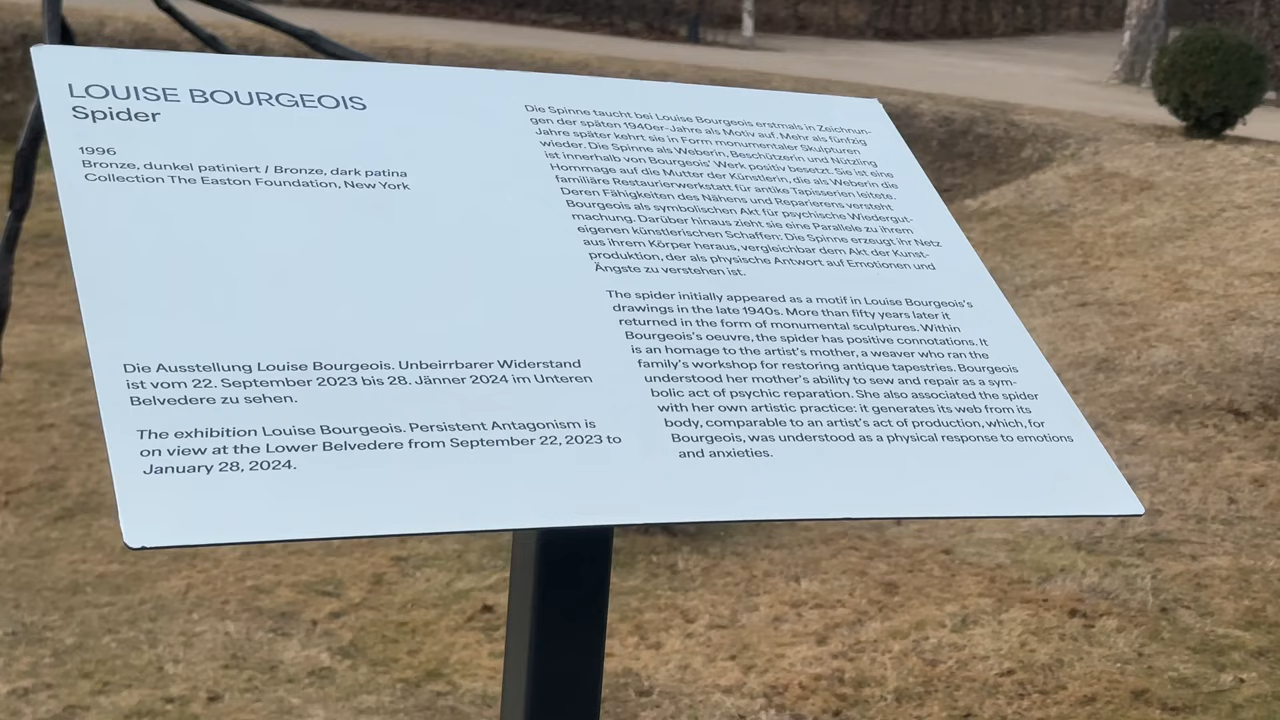 LOUISE BOURGEOIS
Spider
1996
Bronze, dunkel patiniert / Bronze, dark patina
Collection The Easton Foundation, New York
Die Ausstellung Louise Bourgeois. Unbeirrbarer Widerstand
ist vom 22. September 2023 bis 28. Jänner 2024 im Unteren
Belvedere zu sehen.
The exhibition Louise Bourgeois. Persistent Antagonism is
on view at the Lower Belvedere from September 22, 2023 to
January 28, 2024.
Die Spinne taucht bei Louise Bourgeois erstmals in Zeichnun-
gen der späten 1940er-Jahre als Motiv auf. Mehr als fünfzig
Jahre später kehrt sie in Form monumentaler Skulpturen
wieder. Die Spinne als Weberin, Beschützerin und Nützling
ist innerhalb von Bourgeois' Werk positiv besetzt. Sie ist eine
Hommage auf die Mutter der Künstlerin, die als Weberin die
familiäre Restaurierwerkstatt für antike Tapisserien leitete.
Deren Fähigkeiten des Nähens und Reparierens versteht
Bourgeois als symbolischen Akt für psychische Wiedergut-
machung. Darüber hinaus zieht sie eine Parallele zu ihrem
eigenen künstlerischen Schaffen: Die Spinne erzeugt ihr Netz
aus ihrem Körper heraus, vergleichbar dem Akt der Kunst-
produktion, der als physische Antwort auf Emotionen und
Ängste zu verstehen ist.
The spider initially appeared as a motif in Louise Bourgeois's
drawings in the late 1940s. More than fifty years later it
returned in the form of monumental sculptures. Within
Bourgeois's oeuvre, the spider has positive connotations. It
is an homage to the artist's mother, a weaver who ran the
family's workshop for restoring antique tapestries. Bourgeois
understood her mother's ability to sew and repair as a sym-
bolic act of psychic reparation. She also associated the spider
with her own artistic practice: it generates its web from its
body, comparable to an artist's act of production, which, for
Bourgeois, was understood as a physical response to emotions
and anxieties.